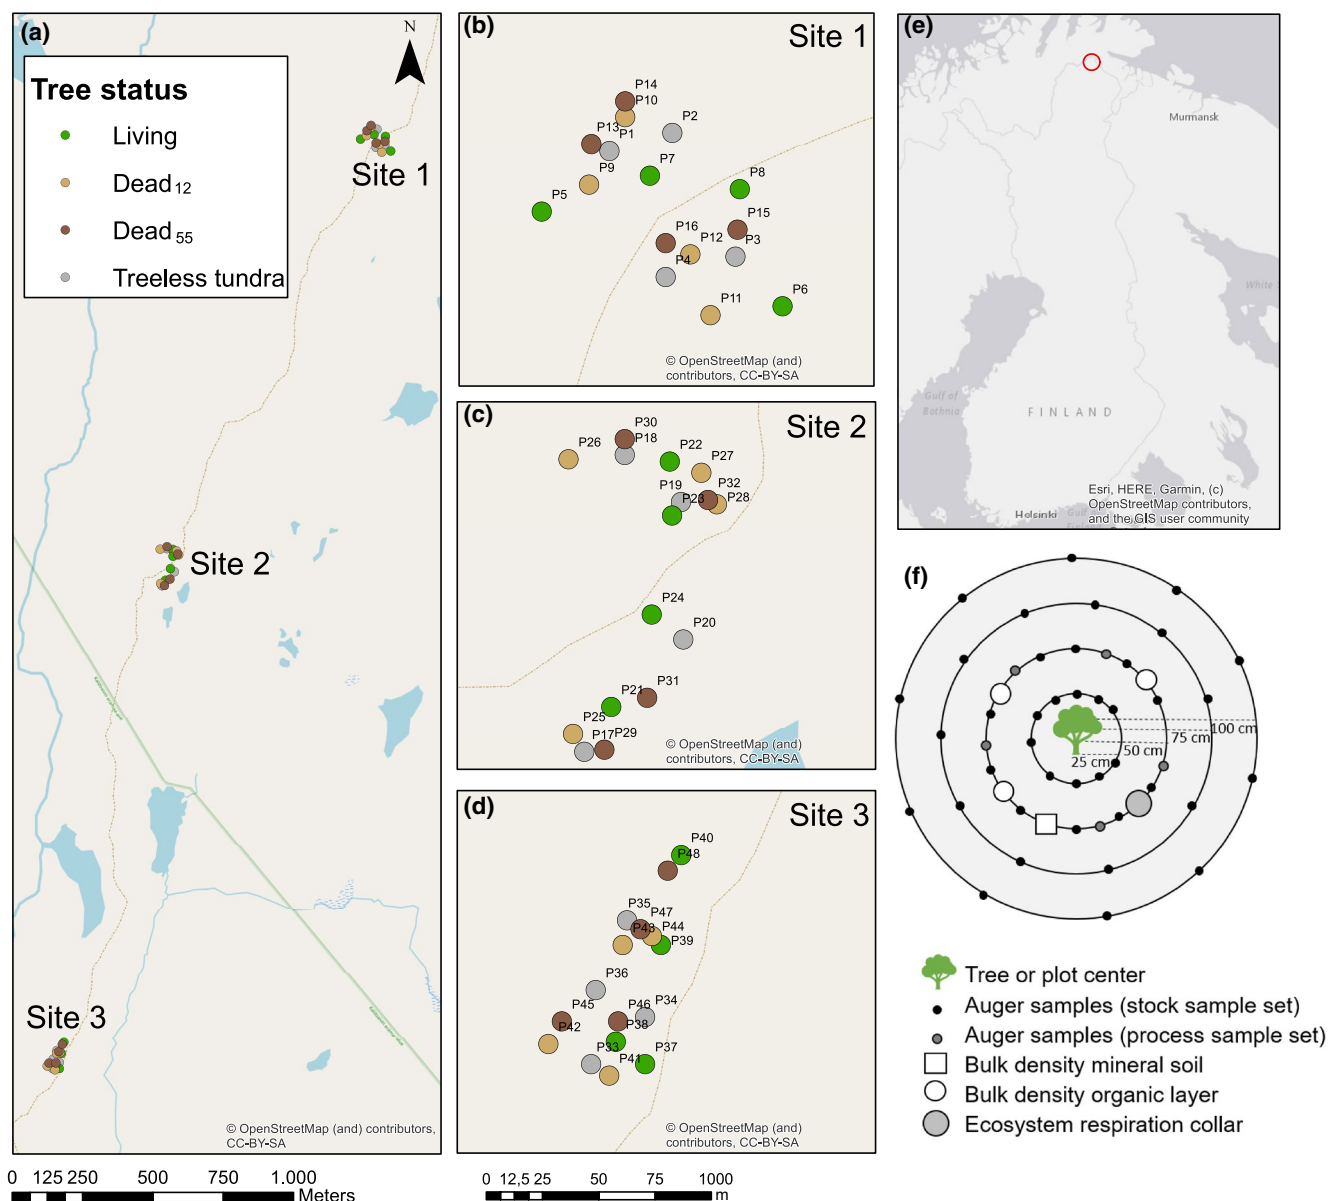 (a)
N
Tree status
Living
Dead 12
Dead 55
Treeless tundra
Site 1
Site 2
Site 3
© OpenStreetMap (and) contributors,
CC-BY-SA
0 125 250 500 750 1.000
Meters
(b)
Site 1
P14
P10
P2
P13
P1
P7
P9
P8
P5
P15
P16
P12
P3
P4
P6
P11
© OpenStreetMap (and)
contributors, CC-BY-SA
(c)
Site 2
P30
P18
P26
P22
P27
P19
P32
P23
P28
P24
P20
P31
P21
P25
P17
P29
© OpenStreetMap (and)
contributors, CC-BY-SA
(d)
Site 3
P40
P48
P35
P47
P43
P44
P39
P36
P45
P46
P34
P42
P38
P33
P41
P37
© OpenStreetMap (and)
contributors, CC-BY-SA
0 12,5 25 50 75 1000
m
(e)
Murmansk
White
Gulf of
Bothnia
FINLAND
Helsinki
Esri, HERE, Garmin, (c)
OpenStreetMap contributors,
and the GIS user community
(f)
100 cm
75 cm
50 cm
25 cm
Tree or plot center
Auger samples (stock sample set)
Auger samples (process sample set)
Bulk density mineral soil
Bulk density organic layer
Ecosystem respiration collar